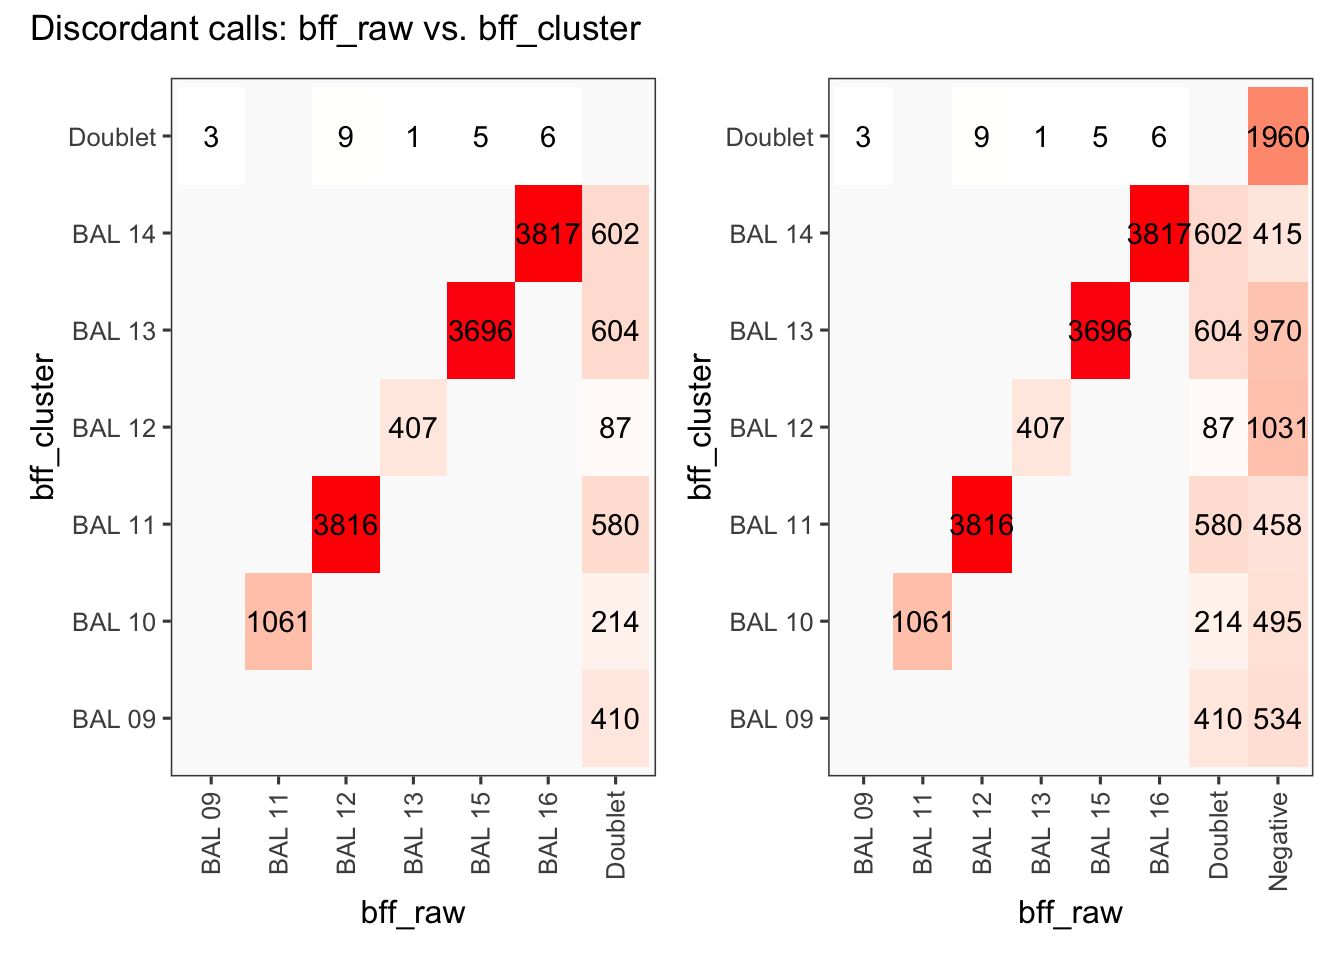 Discordant calls: bff_raw vs. bff_cluster
bff_cluster
Doublet 3 9 1 5 6
BAL 14 3817 602
BAL 13 3696 604
BAL 12 407 87
BAL 11 3816 580
BAL 10 1061 214
BAL 09 410
BAL 09 BAL 11 BAL 12 BAL 13 BAL 15 BAL 16 Doublet
bff_raw
bff_cluster
Doublet 3 9 1 5 6 1960
BAL 14 3817 602 415
BAL 13 3696 604 970
BAL 12 407 87 1031
BAL 11 3816 580 458
BAL 10 1061 214 495
BAL 09 410 534
BAL 09 BAL 11 BAL 12 BAL 13 BAL 15 BAL 16 Doublet Negative
bff_raw